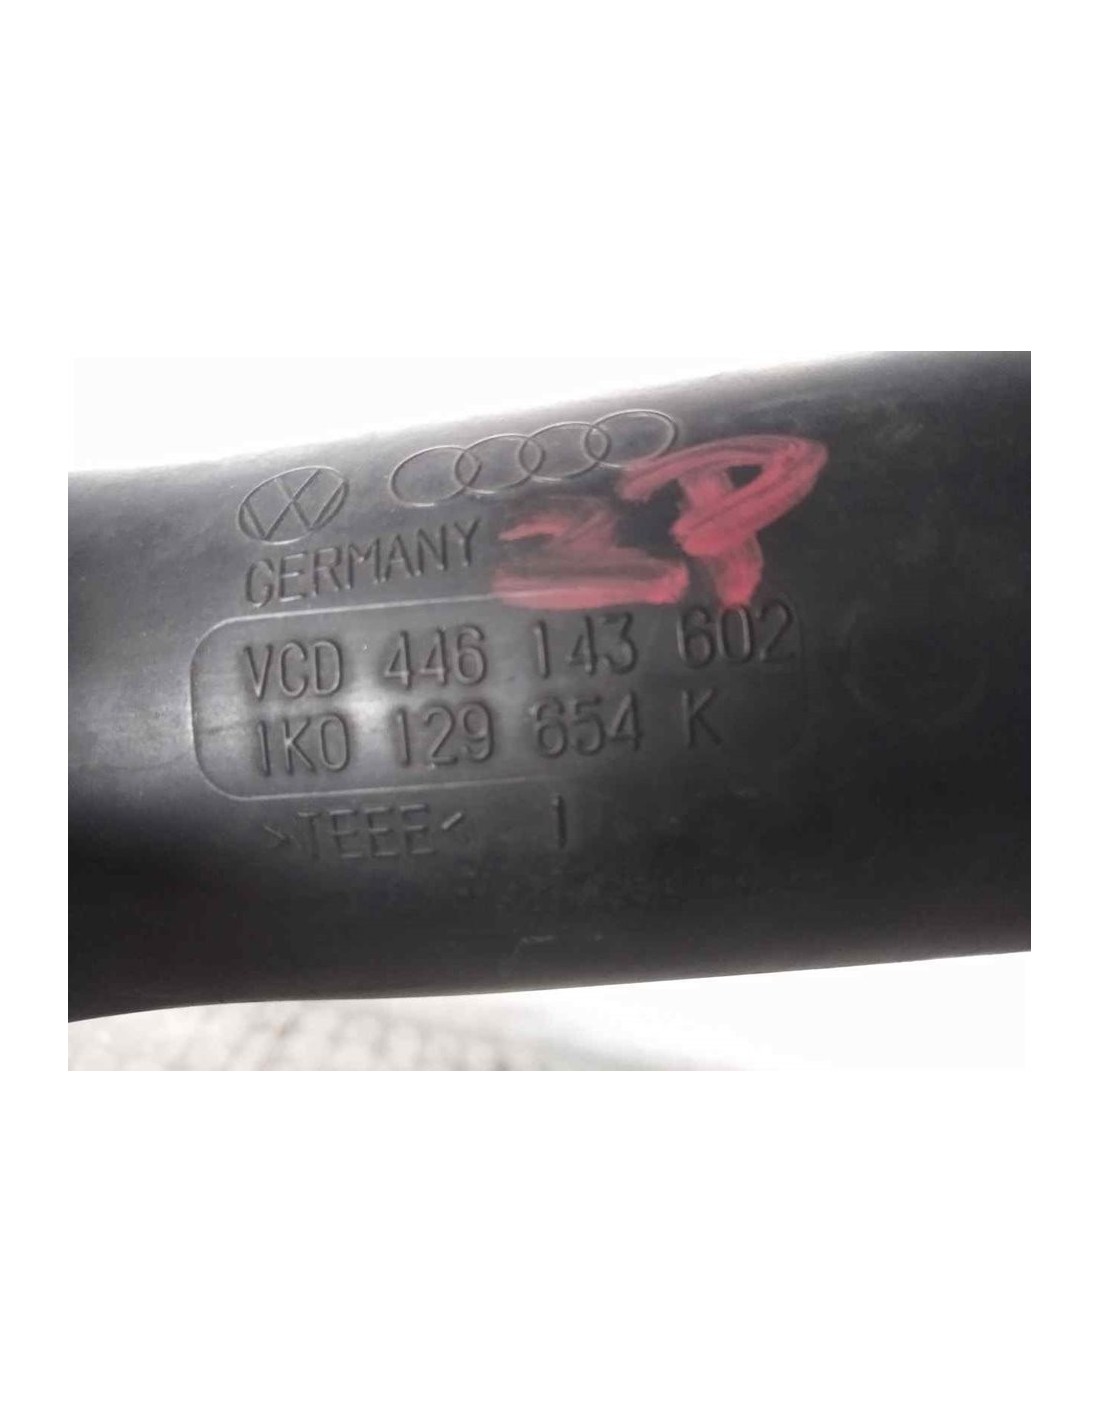 GERMANY
VCD 446 143 602
1K0 129 654 K
>TEEE< 1